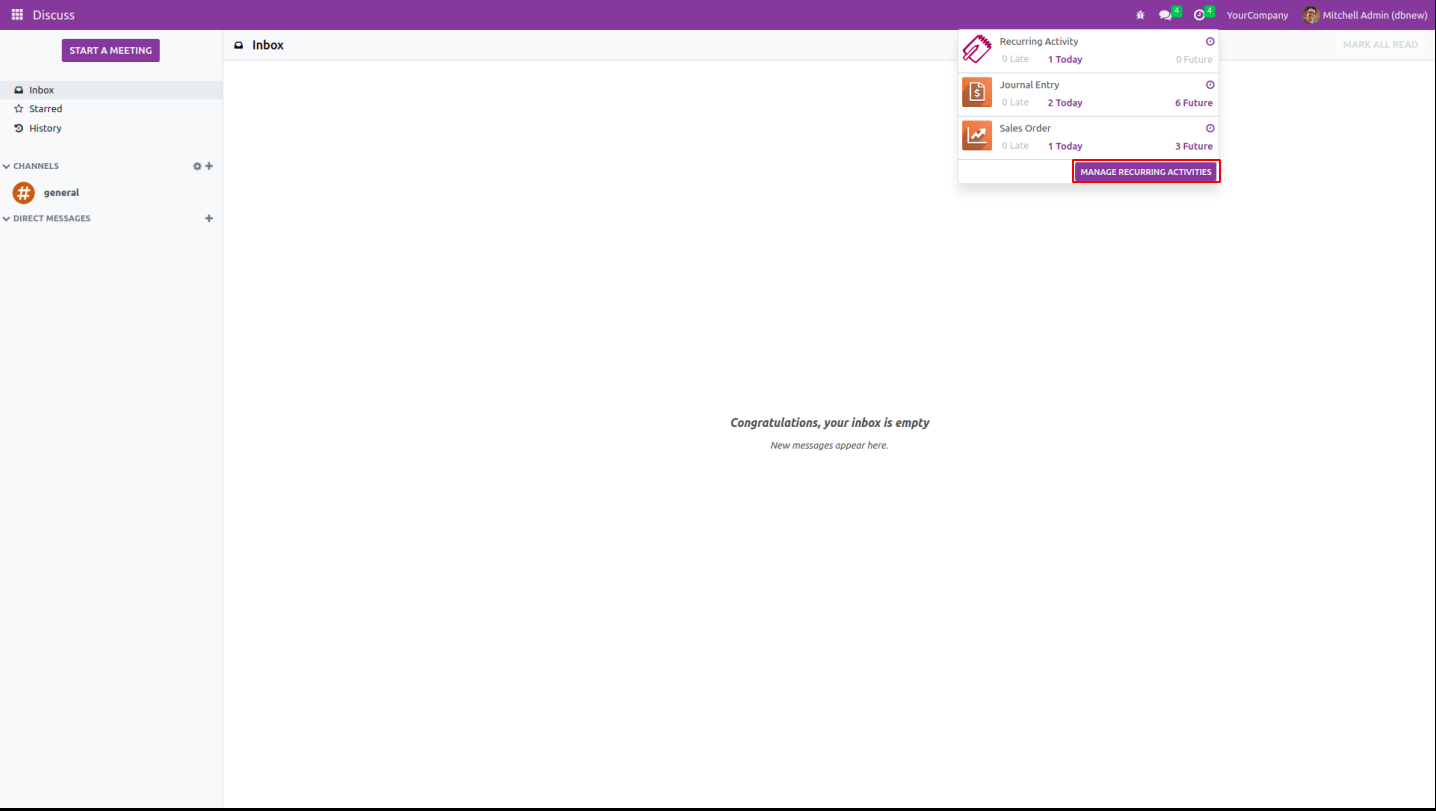 Discuss
4
4
YourCompany
Mitchell Admin (dbnew)
START A MEETING
Inbox
MARK ALL READ
Inbox
Starred
History
CHANNELS
general
DIRECT MESSAGES
Recurring Activity
0 Late 1 Today 0 Future
Journal Entry
0 Late 2 Today 6 Future
Sales Order
0 Late 1 Today 3 Future
MANAGE RECURRING ACTIVITIES
Congratulations, your inbox is empty
New messages appear here.